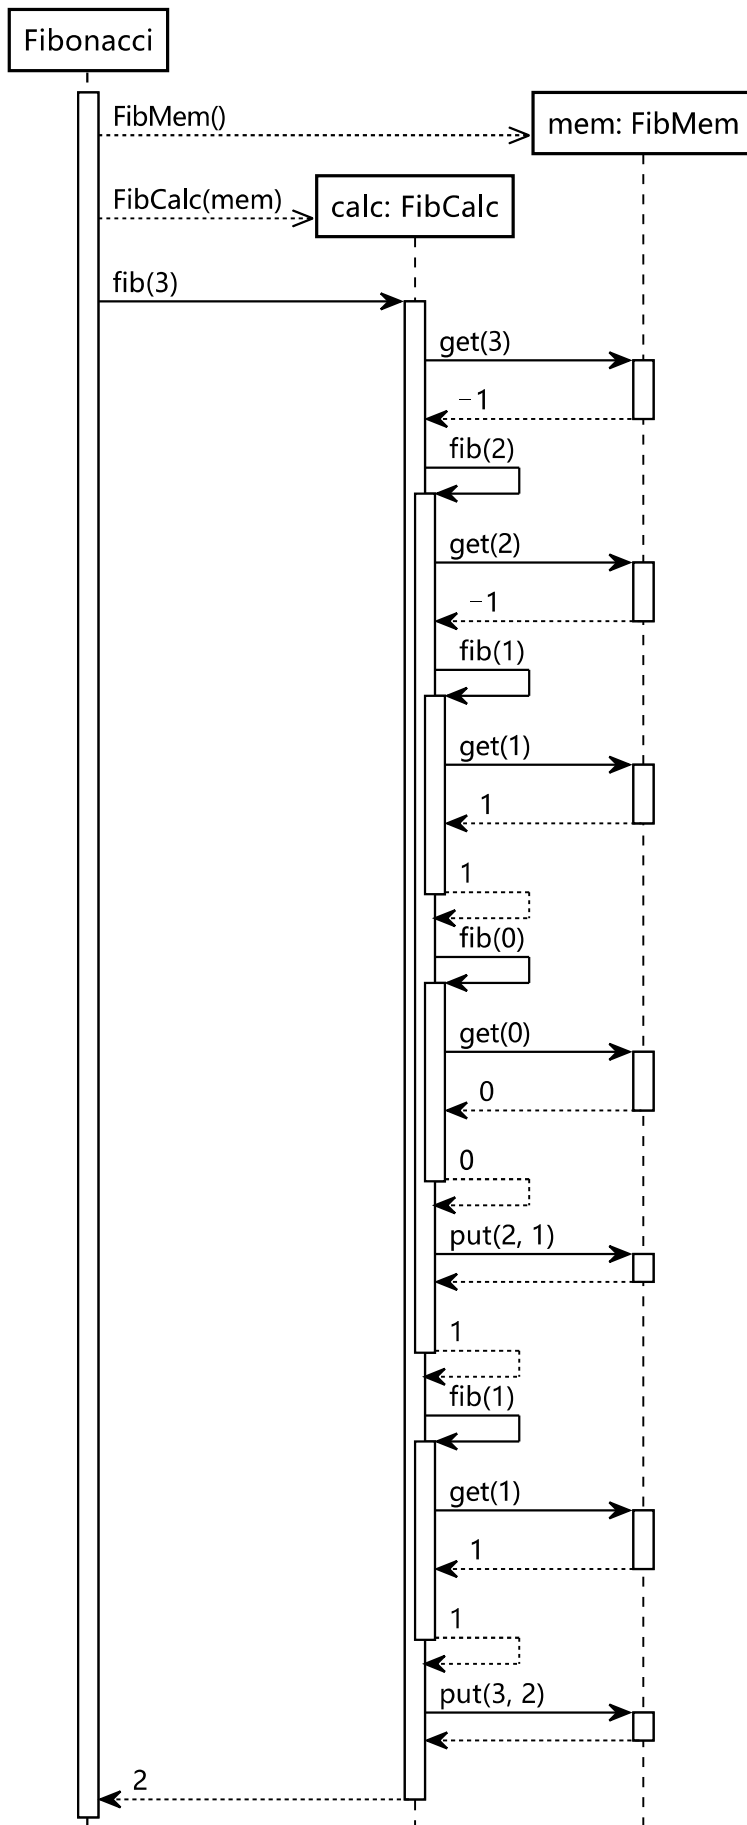 Fibonacci
FibMem()
mem: FibMem
FibCalc(mem)
calc: FibCalc
fib(3)
get(3)
−1
fib(2)
get(2)
−1
fib(1)
get(1)
1
1
fib(0)
get(0)
0
0
put(2, 1)
1
fib(1)
get(1)
1
1
put(3, 2)
2